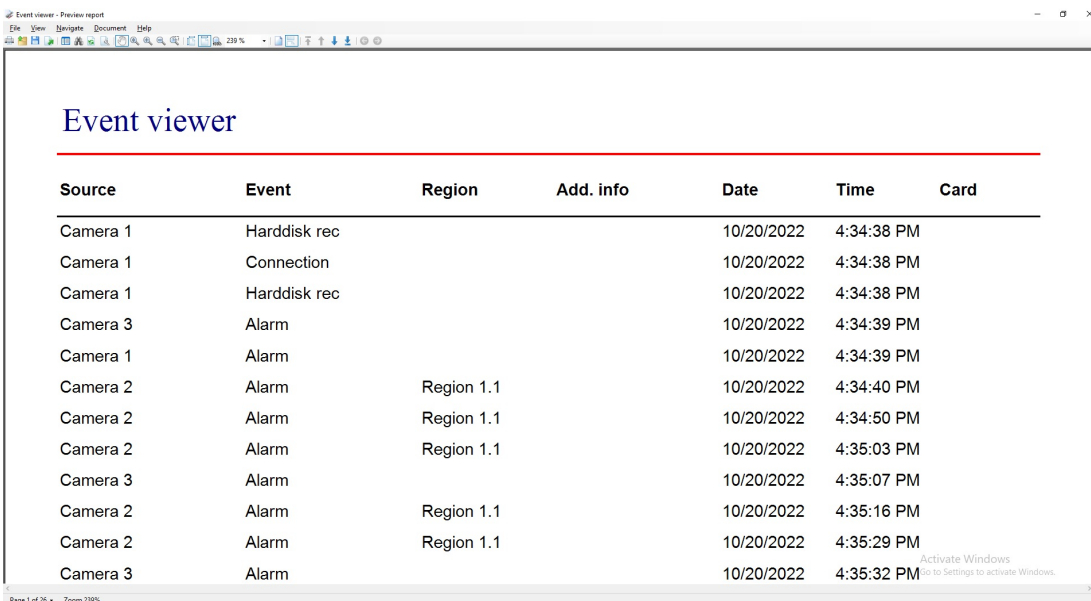 Event viewer - Preview report
File View Navigate Document Help
239 %
Event viewer
Source Event Region Add. info Date Time Card
Camera 1 Harddisk rec 10/20/2022 4:34:38 PM
Camera 1 Connection 10/20/2022 4:34:38 PM
Camera 1 Harddisk rec 10/20/2022 4:34:38 PM
Camera 3 Alarm 10/20/2022 4:34:39 PM
Camera 1 Alarm 10/20/2022 4:34:39 PM
Camera 2 Alarm Region 1.1 10/20/2022 4:34:40 PM
Camera 2 Alarm Region 1.1 10/20/2022 4:34:50 PM
Camera 2 Alarm Region 1.1 10/20/2022 4:35:03 PM
Camera 3 Alarm 10/20/2022 4:35:07 PM
Camera 2 Alarm Region 1.1 10/20/2022 4:35:16 PM
Camera 2 Alarm Region 1.1 10/20/2022 4:35:29 PM
Activate Windows
Camera 3 Alarm 10/20/2022 4:35:32 PM
Go to Settings to activate Windows.
Page 1 of 26 Zoom 239%